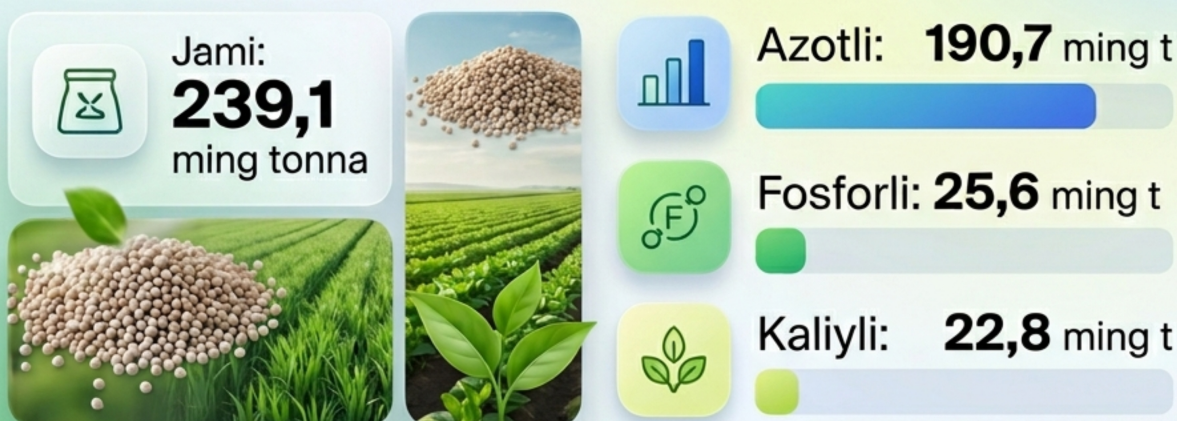 Jami:
239,1
ming tonna
Azotli: 190,7 ming t
F
Fosforli: 25,6 ming t
Kaliyli: 22,8 ming t